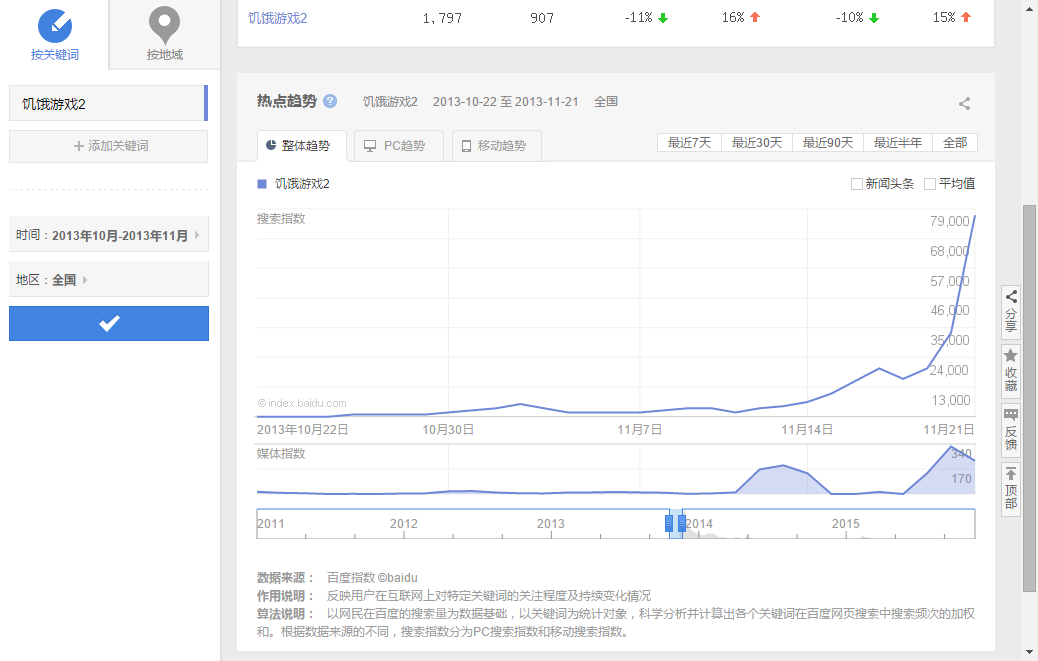 按关键词
按地域
饥饿游戏2
添加关键词
时间：2013年10月-2013年11月
地区：全国
饥饿游戏2 1,797 907 -11% 16% -10% 15%
热点趋势 ? 饥饿游戏2 2013-10-22 至 2013-11-21 全国
整体趋势 PC趋势 移动趋势
最近7天 最近30天 最近90天 最近半年 全部
饥饿游戏2
新闻头条 平均值
搜索指数
79,000
68,000
57,000
46,000
35,000
24,000
13,000
©index.baidu.com
2013年10月22日 10月30日 11月7日 11月14日 11月21日
媒体指数
340
170
2011 2012 2013 2014 2015
数据来源： 百度指数 ©baidu
作用说明： 反映用户在互联网上对特定关键词的关注程度及持续变化情况
算法说明： 以网民在百度的搜索量为数据基础，以关键词为统计对象，科学分析并计算出各个关键词在百度网页搜索中搜索频次的加权
和。根据数据来源的不同，搜索指数分为PC搜索指数和移动搜索指数。
分享
收藏
反馈
顶部